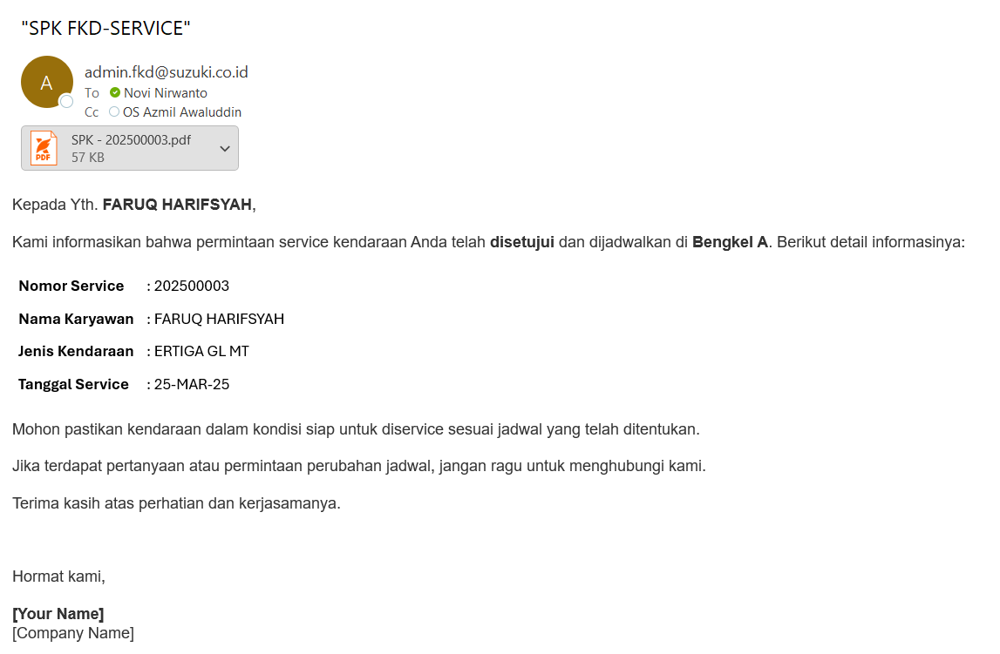 "SPK FKD-SERVICE"
A
admin.fkd@suzuki.co.id
To Novi Nirwanto
Cc OS Azmil Awaluddin
PDF
SPK - 202500003.pdf
57 KB
Kepada Yth. FARUQ HARIFSYAH,
Kami informasikan bahwa permintaan service kendaraan Anda telah disetujui dan dijadwalkan di Bengkel A. Berikut detail informasinya:
Nomor Service : 202500003
Nama Karyawan : FARUQ HARIFSYAH
Jenis Kendaraan : ERTIGA GL MT
Tanggal Service : 25-MAR-25
Mohon pastikan kendaraan dalam kondisi siap untuk diservice sesuai jadwal yang telah ditentukan.
Jika terdapat pertanyaan atau permintaan perubahan jadwal, jangan ragu untuk menghubungi kami.
Terima kasih atas perhatian dan kerjasamanya.
Hormat kami,
[Your Name]
[Company Name]